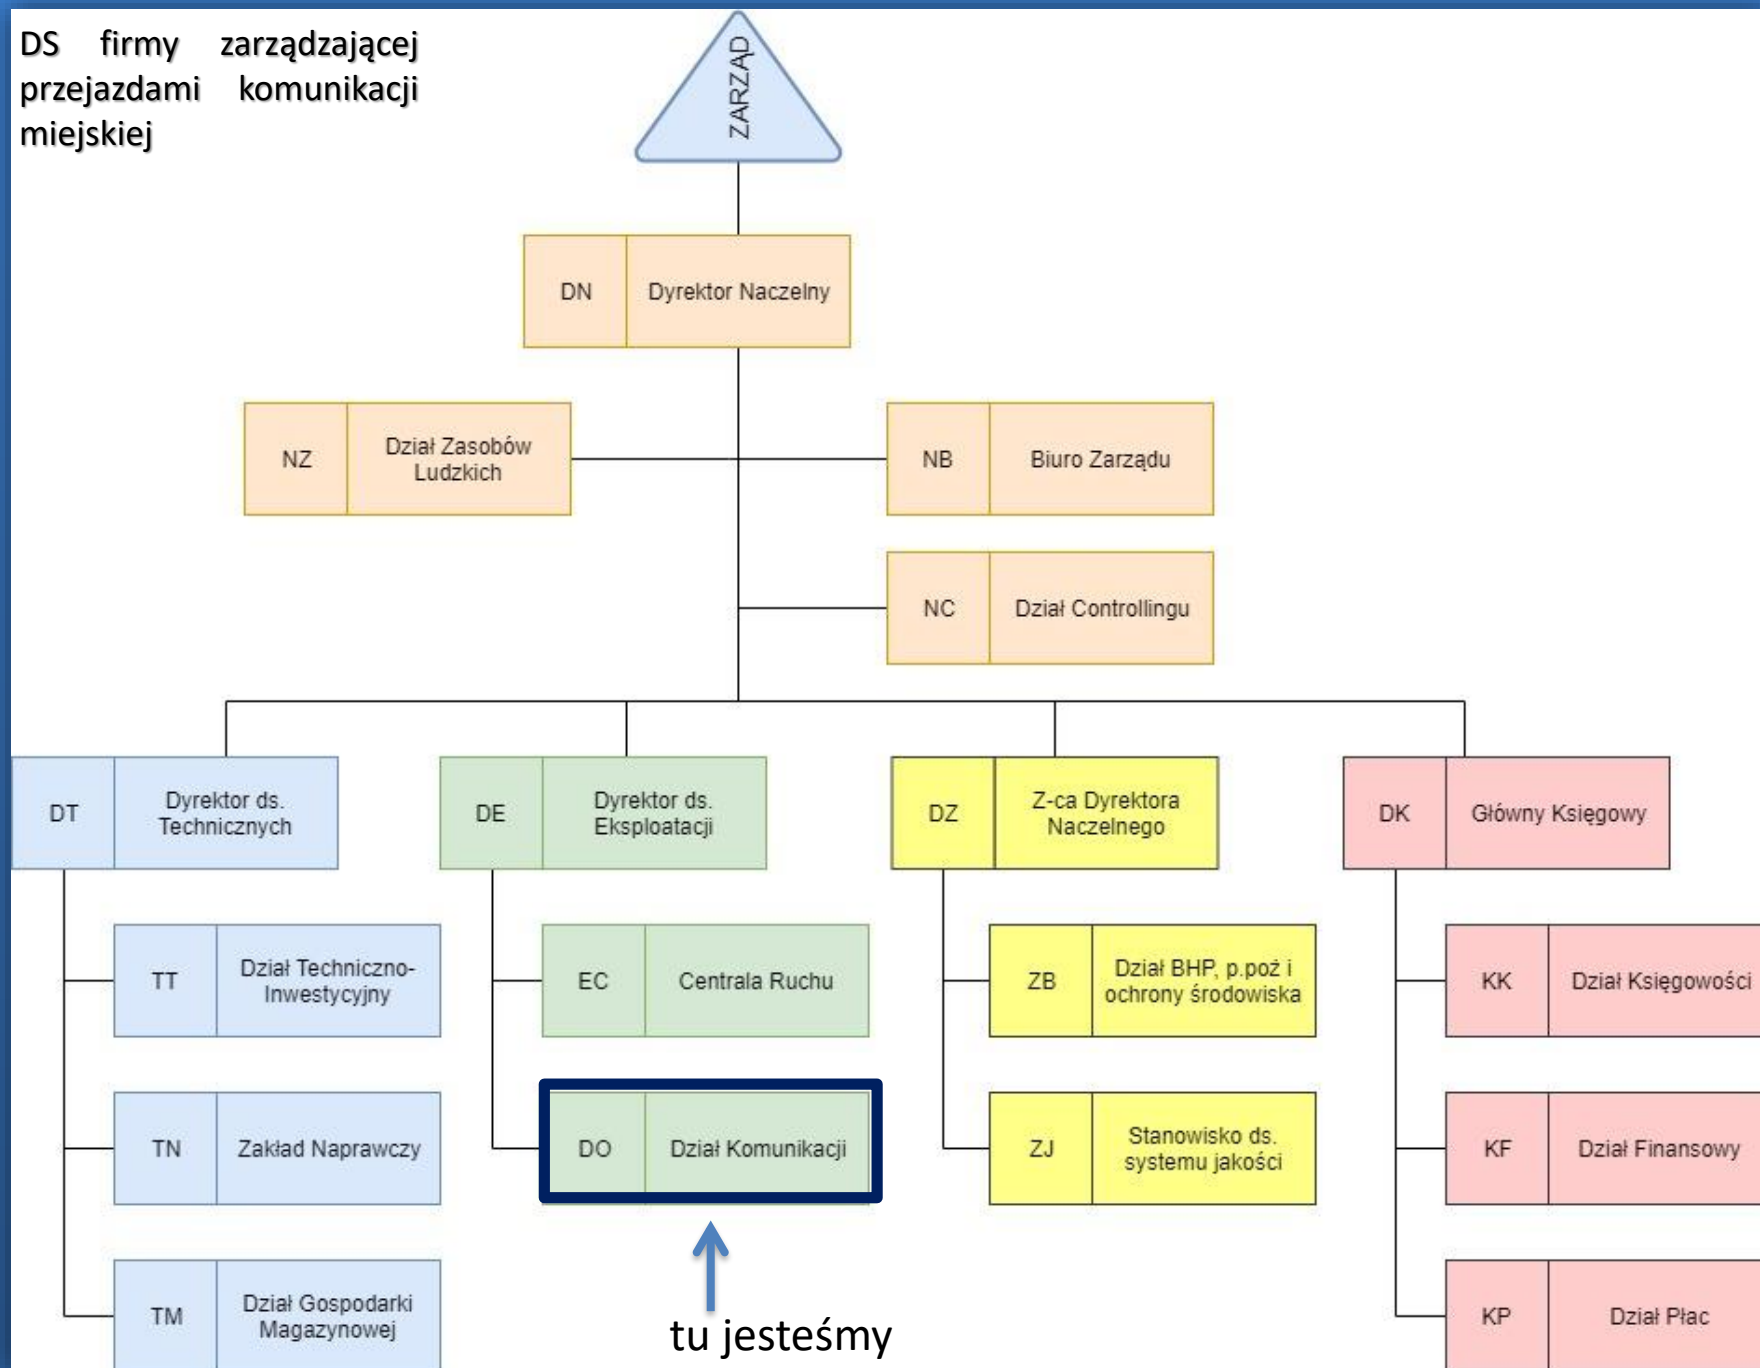 DS firmy zarządzającej
przejazdami komunikacji
miejskiej
ZARZĄD
DN
Dyrektor Naczelny
NZ
Dział Zasobów
Ludzkich
NB
Biuro Zarządu
NC
Dział Controllingu
DT
Dyrektor ds.
Technicznych
DE
Dyrektor ds.
Eksploatacji
DZ
Z-ca Dyrektora
Naczelnego
DK
Główny Księgowy
TT
Dział Techniczno-
Inwestycyjny
EC
Centrala Ruchu
ZB
Dział BHP, p.poż i
ochrony środowiska
KK
Dział Księgowości
TN
Zakład Naprawczy
DO
Dział Komunikacji
ZJ
Stanowisko ds.
systemu jakości
KF
Dział Finansowy
TM
Dział Gospodarki
Magazynowej
tu jesteśmy
KP
Dział Płac